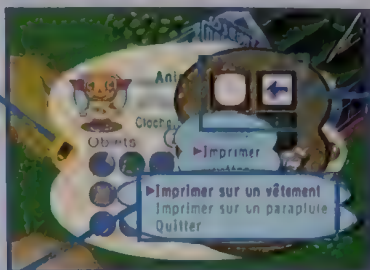 Ani
Cloche
Objets
▶Imprimer
▶Imprimer sur un vêtement
Imprimer sur un parapluie
Quitter